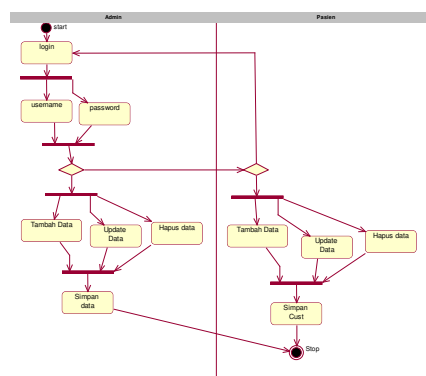 Admin
Pasien
start
login
username
password
Tambah Data
Update
Data
Hapus data
Simpan
data
Tambah Data
Update
Data
Hapus data
Simpan
Cust
Stop